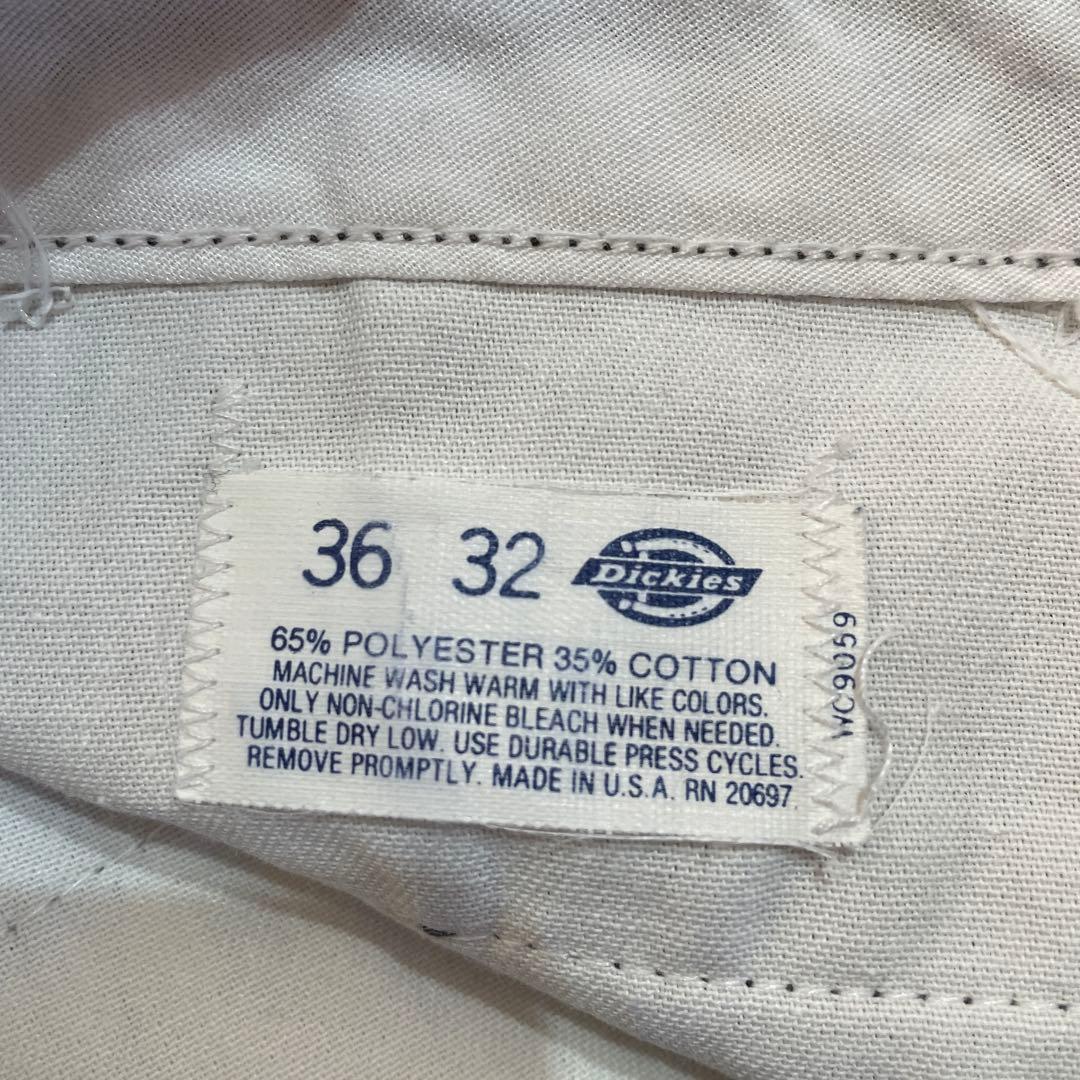 36 32 Dickies
65% POLYESTER 35% COTTON
MACHINE WASH WARM WITH LIKE COLORS.
ONLY NON-CHLORINE BLEACH WHEN NEEDED.
TUMBLE DRY LOW. USE DURABLE PRESS CYCLES.
REMOVE PROMPTLY. MADE IN U.S.A. RN 20697
WC9059